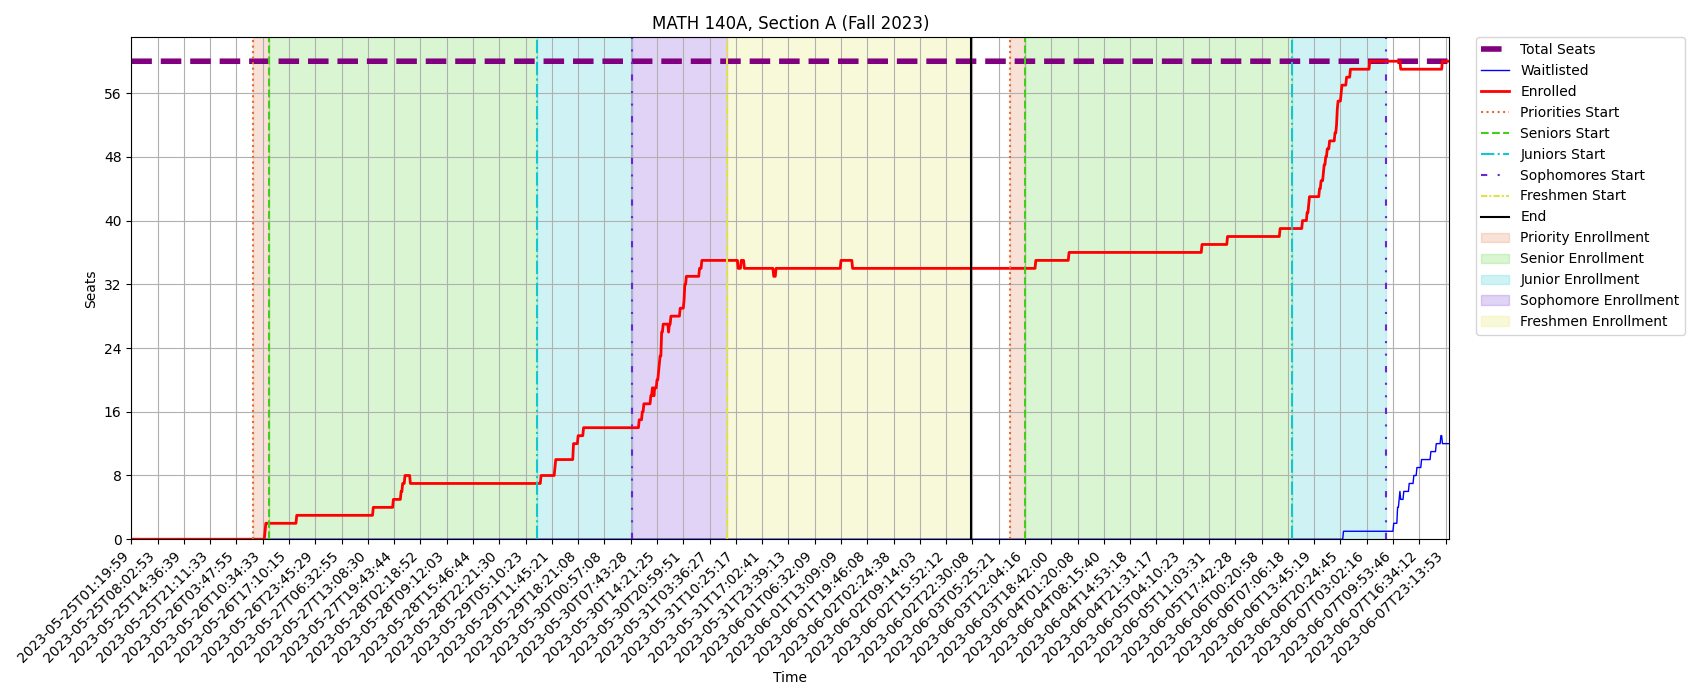 MATH 140A, Section A (Fall 2023)
Seats
56
48
40
32
24
16
8
0
2023-05-25T01:19:59
2023-05-25T08:02:53
2023-05-25T14:36:39
2023-05-25T21:11:33
2023-05-26T03:47:55
2023-05-26T10:34:33
2023-05-26T17:10:15
2023-05-26T23:45:29
2023-05-27T06:32:55
2023-05-27T13:08:30
2023-05-27T19:43:44
2023-05-28T02:18:52
2023-05-28T09:12:03
2023-05-28T15:46:44
2023-05-28T22:21:30
2023-05-29T05:10:23
2023-05-29T11:45:21
2023-05-29T18:21:08
2023-05-30T00:57:08
2023-05-30T07:43:28
2023-05-30T14:21:25
2023-05-30T20:59:51
2023-05-31T03:36:27
2023-05-31T10:25:17
2023-05-31T17:02:41
2023-05-31T23:39:13
2023-06-01T06:32:09
2023-06-01T13:09:09
2023-06-01T19:46:08
2023-06-02T02:24:38
2023-06-02T09:14:03
2023-06-02T15:52:12
2023-06-02T22:30:08
2023-06-03T05:25:21
2023-06-03T12:04:16
2023-06-03T18:42:00
2023-06-04T01:20:08
2023-06-04T08:15:40
2023-06-04T14:53:18
2023-06-04T21:31:17
2023-06-05T04:10:23
2023-06-05T11:03:31
2023-06-05T17:42:28
2023-06-06T00:20:58
2023-06-06T07:06:18
2023-06-06T13:45:19
2023-06-06T20:24:45
2023-06-07T03:02:16
2023-06-07T09:53:46
2023-06-07T16:34:12
2023-06-07T23:13:53
Time
Total Seats
Waitlisted
Enrolled
Priorities Start
Seniors Start
Juniors Start
Sophomores Start
Freshmen Start
End
Priority Enrollment
Senior Enrollment
Junior Enrollment
Sophomore Enrollment
Freshmen Enrollment